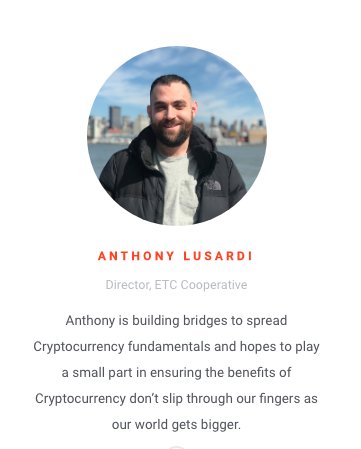 ANTHONY LUSARDI
Director, ETC Cooperative
Anthony is building bridges to spread
Cryptocurrency fundamentals and hopes to play
a small part in ensuring the benefits of
Cryptocurrency don’t slip through our fingers as
our world gets bigger.